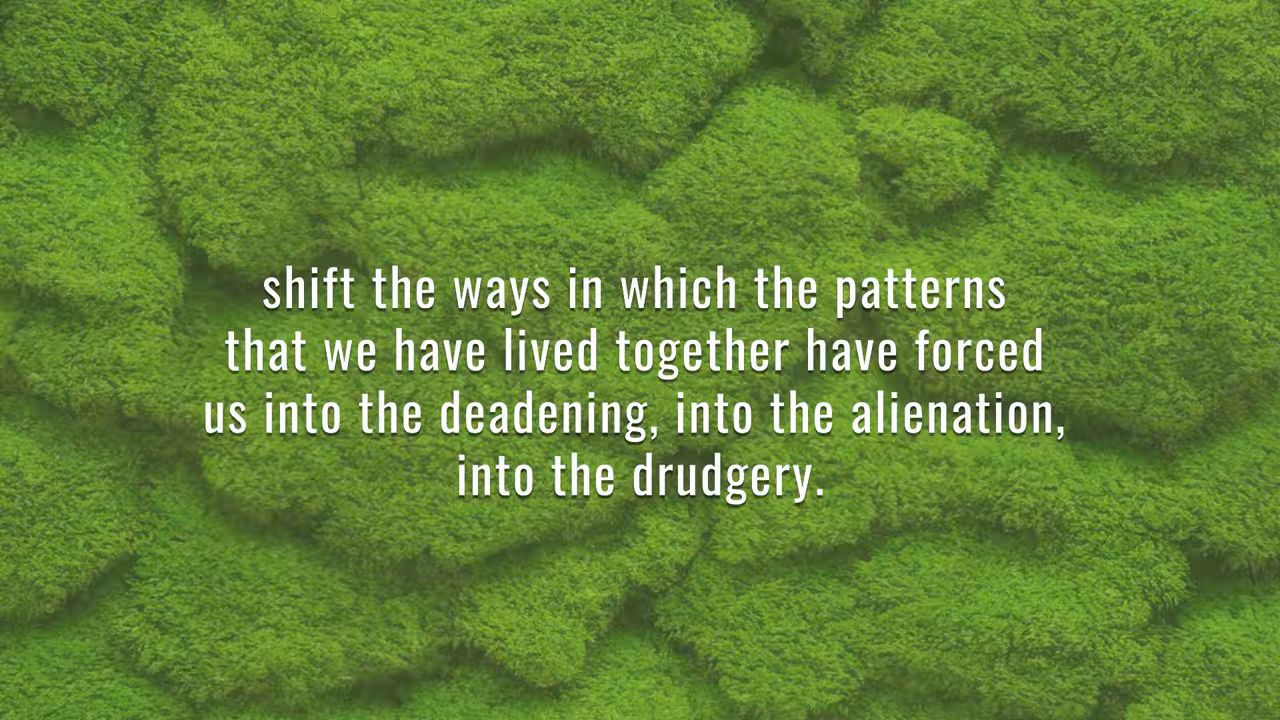 shift the ways in which the patterns
that we have lived together have forced
us into the deadening, into the alienation,
into the drudgery.